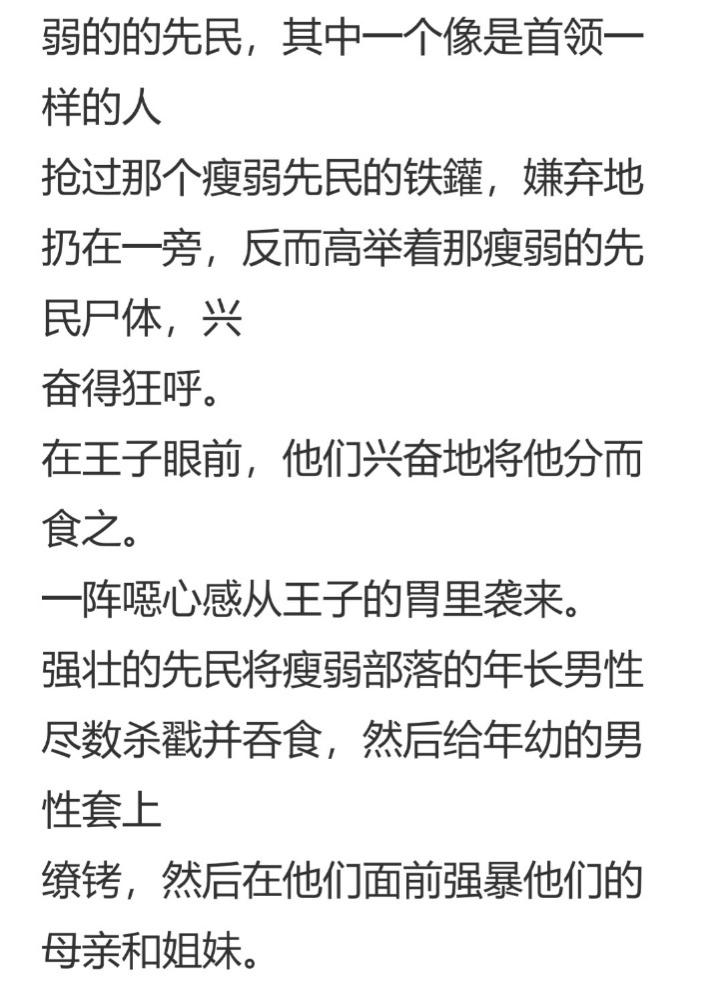 弱的的先民，其中一个像是首领一
样的人
抢过那个瘦弱先民的铁鑵，嫌弃地
扔在一旁，反而高举着那瘦弱的先
民尸体，兴
奋得狂呼。
在王子眼前，他们兴奋地将他分而
食之。
一阵噁心感从王子的胃里袭来。
强壮的先民将瘦弱部落的年长男性
尽数杀戳并吞食，然后给年幼的男
性套上
缭铐，然后在他们面前强暴他们的
母亲和姐妹。